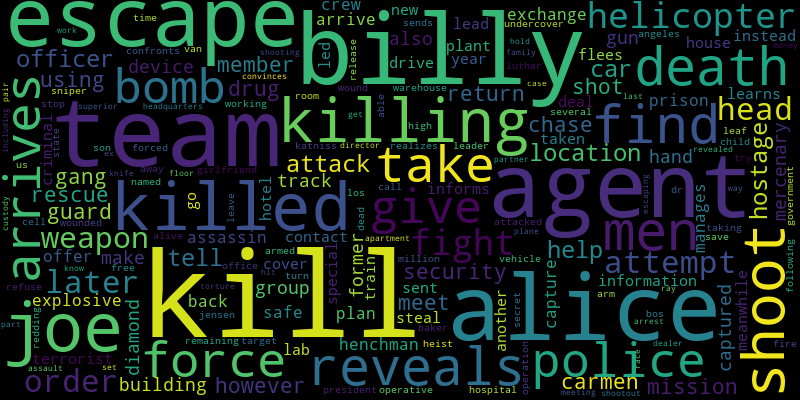 time
crew
arrive
new
sends
exchange
undercover
helicopter
work
escape
billy
confronts
van
also
lead
gun
angeles
instead
officer
member
led
release
plant
year
flees
house
money
shooting
hold
family
luther
using
device
convinces
drive
car
death
sniper
bomb
drug
wound
warehouse
return
case
shot
learns
pair
stop
superior
headquarters
working
room
get
able
high
deal
several
last
prison
leaf
arrives
including
criminal
state
team
killing
katniss
director
realizes
leader
chase
find
child
revealed
head
us
son
forced
ex
away
knife
floor
girlfriend
attack
take
partner
taken
location
hand
try
hostage
mercenary
gang
named
track
call
informs
agent
escaping
dr
way
rescue
killed
hotel
los
dead
give
attacked
plane
manages
government
custody
guard
cell
wounded
go
leave
contact
men
taking
save
weapon
alive
assassin
fight
help
plan
following
offer
make
tell
office
hit
armed
apartment
million
vehicle
attempt
shoot
know
free
cover
turn
special
former
train
security
information
later
kill
alice
secret
capture
arm
ray
refuse
torture
group
meet
sent
another
captured
meanwhile
explosive
back
safe
plan
steal
bos
arrest
joe
redding
diamond
jensen
baker
dealer
race
fire
part
terrorist
remaining
target
lab
henchman
heist
police
assault
set
force
reveals
operation
carmen
order
building
however
president
operative
hospital
meeting
shootout
mission